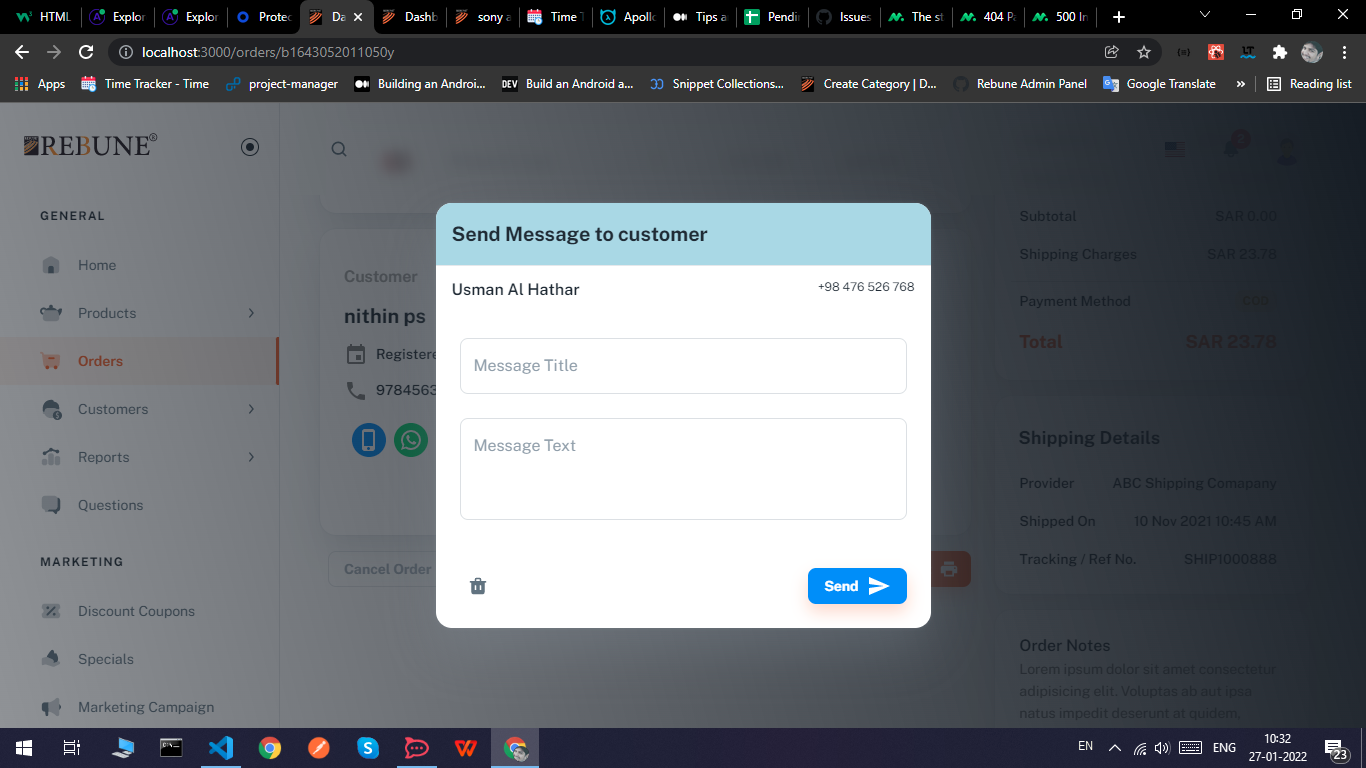 HTML
Explor
Explor
Protec
Da
Dashb
sony a
Time T
Apollo
Tips a
Pendi
Issues
The st
404 Pa
500 In
localhost:3000/orders/b1643052011050y
Apps
Time Tracker - Time
project-manager
Building an Androi...
Build an Android a...
Snippet Collections...
Create Category | D...
Rebune Admin Panel
Google Translate
»
Reading list
REBUNE®
GENERAL
Home
Products
Orders
Customers
Reports
Questions
MARKETING
Discount Coupons
Specials
Marketing Campaign
Customer
nithin ps
Registere
9784563
Cancel Order
Send Message to customer
Usman Al Hathar
+98 476 526 768
Message Title
Message Text
Send
2
Subtotal SAR 0.00
Shipping Charges SAR 23.78
Payment Method COD
Total SAR 23.78
Shipping Details
Provider ABC Shipping Comapany
Shipped On 10 Nov 2021 10:45 AM
Tracking / Ref No. SHIP1000888
Order Notes
Lorem ipsum dolor sit amet consectetur
adipisicing elit. Voluptas ab aut ipsa
natus impedit deserunt at quidem,
EN
ENG
10:32
27-01-2022
23